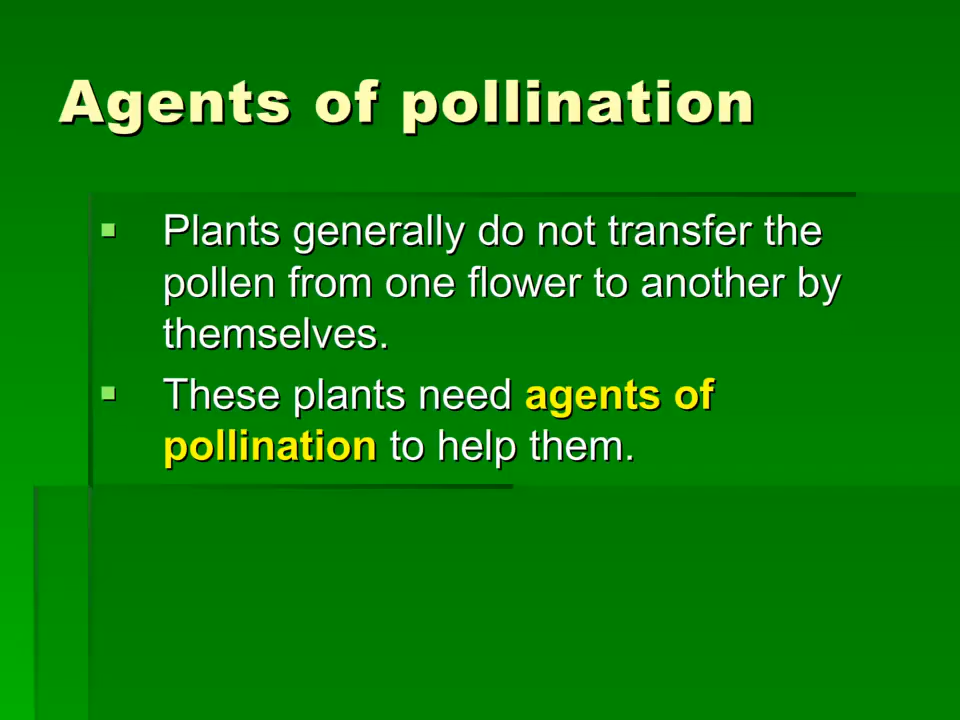 Agents of pollination
▪ Plants generally do not transfer the
pollen from one flower to another by
themselves.
▪ These plants need agents of
pollination to help them.